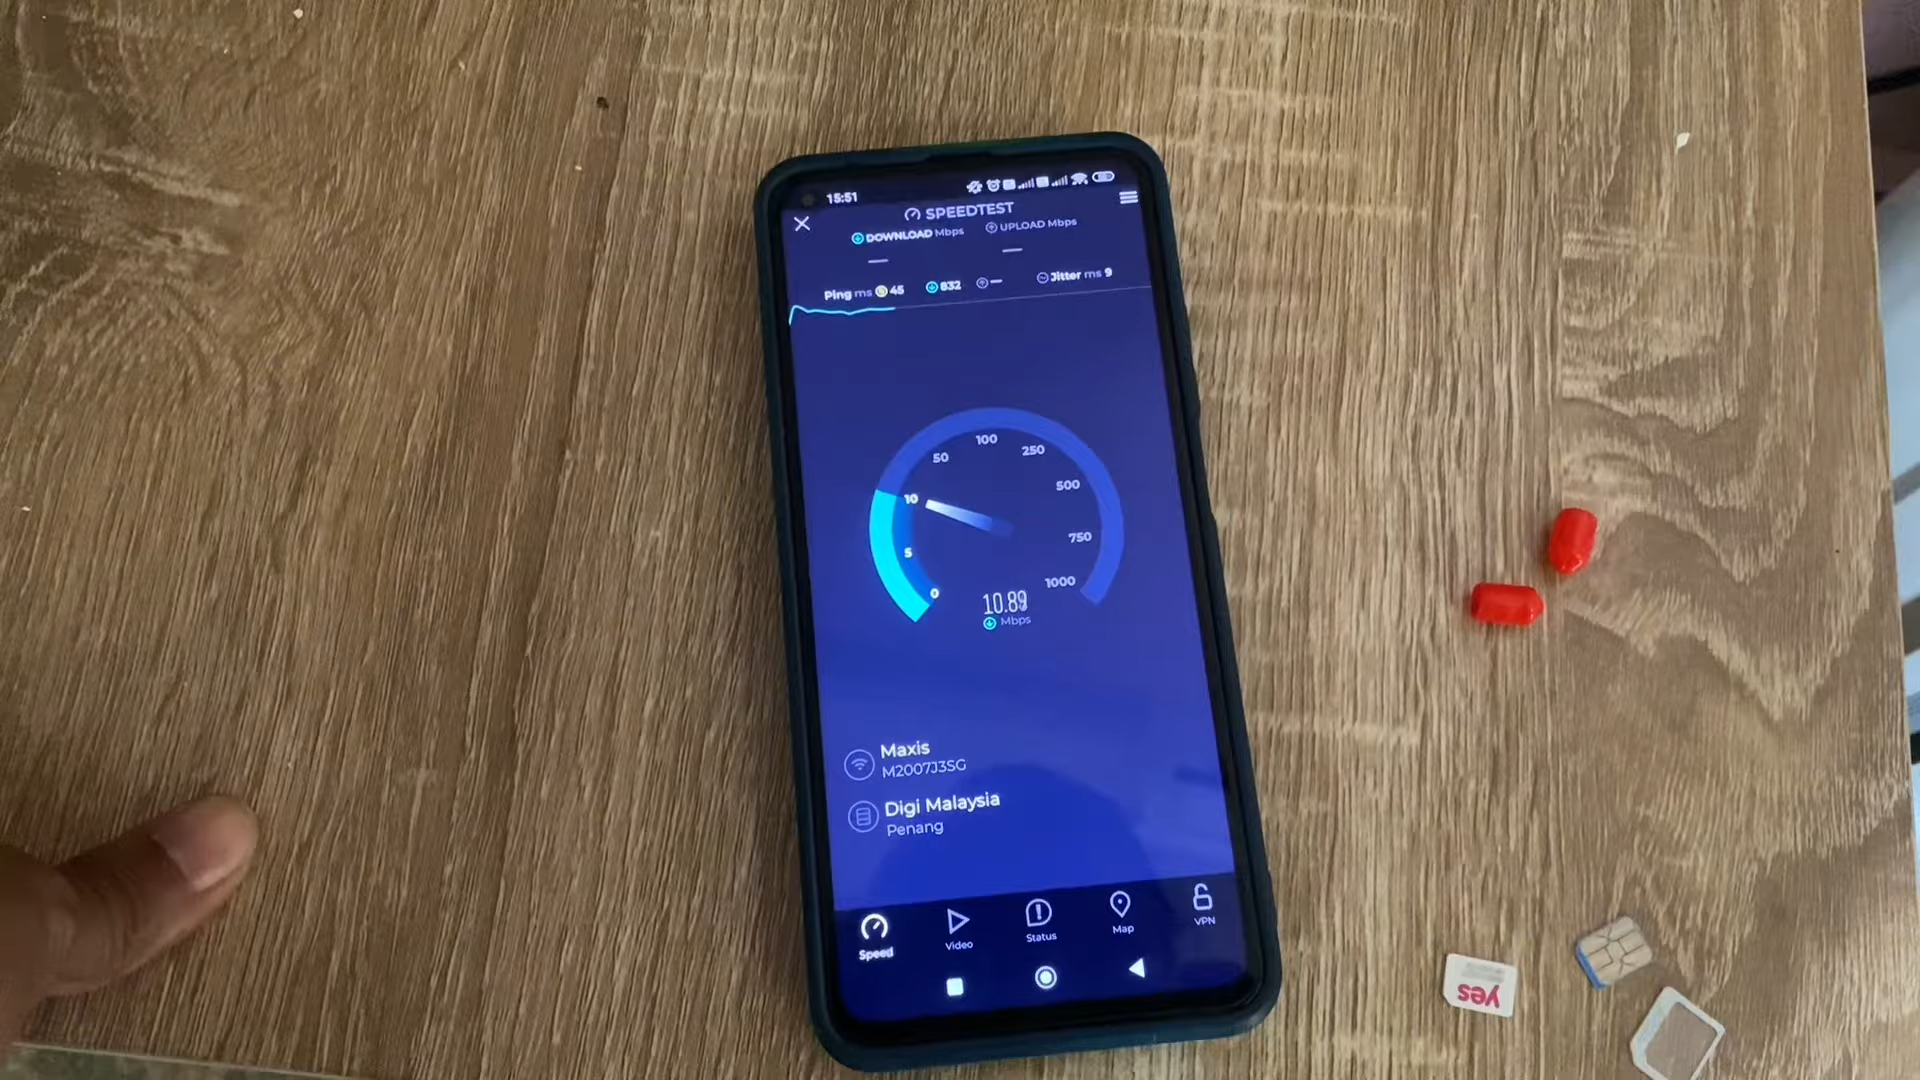 15:51
SPEEDTEST
DOWNLOAD Mbps
UPLOAD Mbps
Ping ms 45
832
Jitter ms 9
100
50
250
10
500
5
750
0
1000
10.89
Mbps
Maxis
M2007J3SG
Digi Malaysia
Penang
Speed
Video
Status
Map
VPN
yes